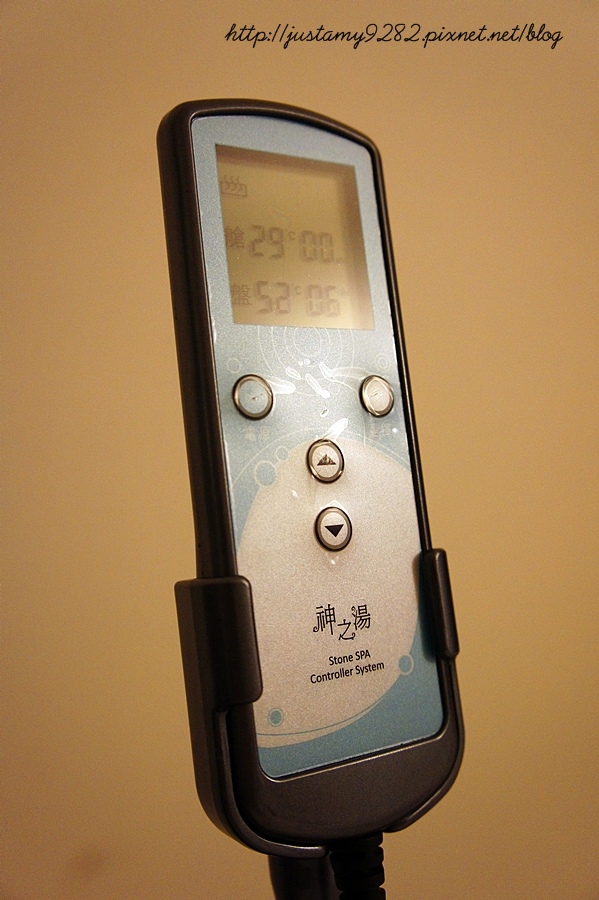 http://justamy9282.pixnet.net/blog
艙 29°C 00
盤 52°C 06
神之湯
Stone SPA
Controller System